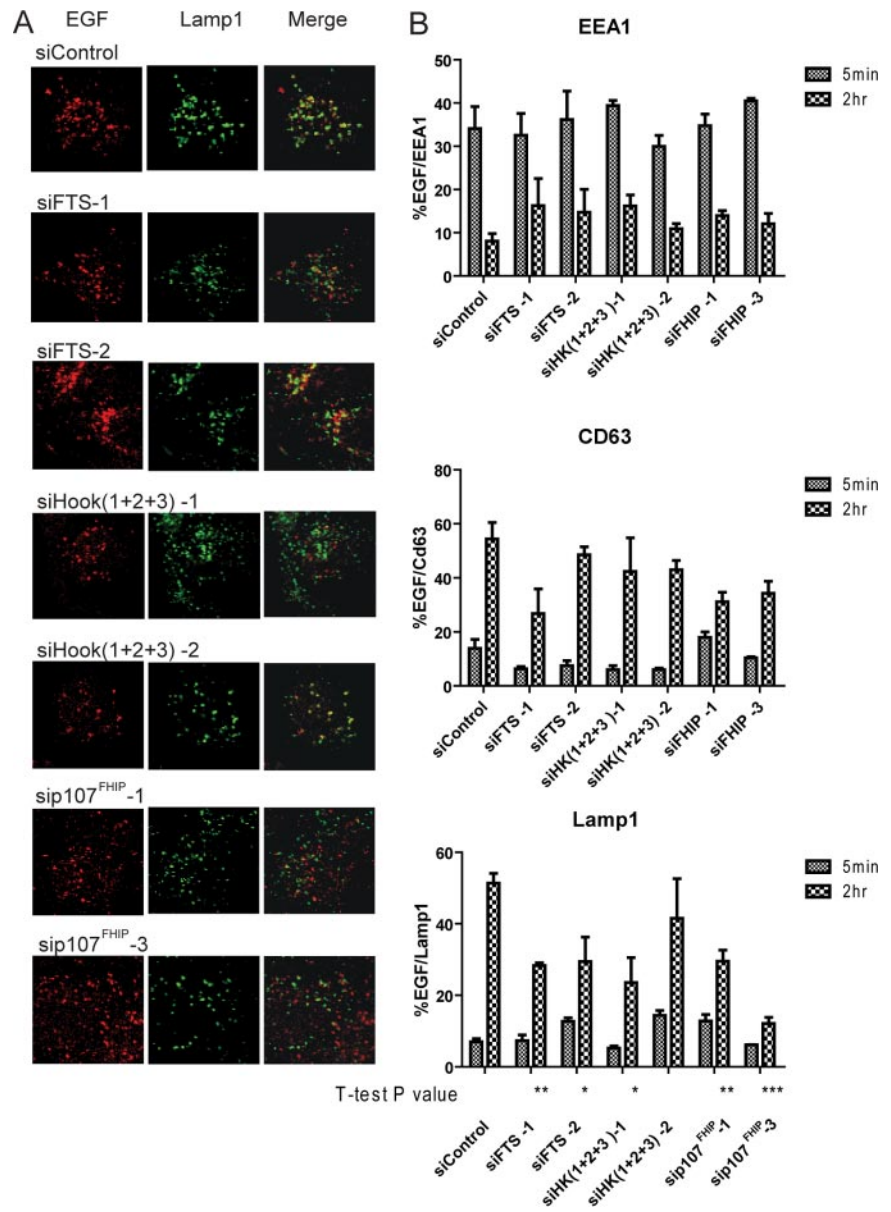 A
EGF Lamp1 Merge
siControl
siFTS-1
siFTS-2
siHook(1+2+3) -1
siHook(1+2+3) -2
sip107FHIP-1
sip107FHIP-3
B
EEA1
5min
2hr
%EGF/EEA1
50
40
30
20
10
0
siControl
siFTS -1
siFTS -2
siHK(1+2+3 )-1
siHK(1+2+3) -2
siFHIP -1
siFHIP -3
CD63
5min
2hr
%EGF/Cd63
80
60
40
20
0
siControl
siFTS -1
siFTS -2
siHK(1+2+3 )-1
siHK(1+2+3) -2
siFHIP -1
siFHIP -3
Lamp1
5min
2hr
%EGF/Lamp1
60
40
20
0
T-test P value ** * * ** ***
siControl
siFTS -1
siFTS -2
siHK(1+2+3 )-1
siHK(1+2+3) -2
sip107FHIP-1
sip107FHIP-3